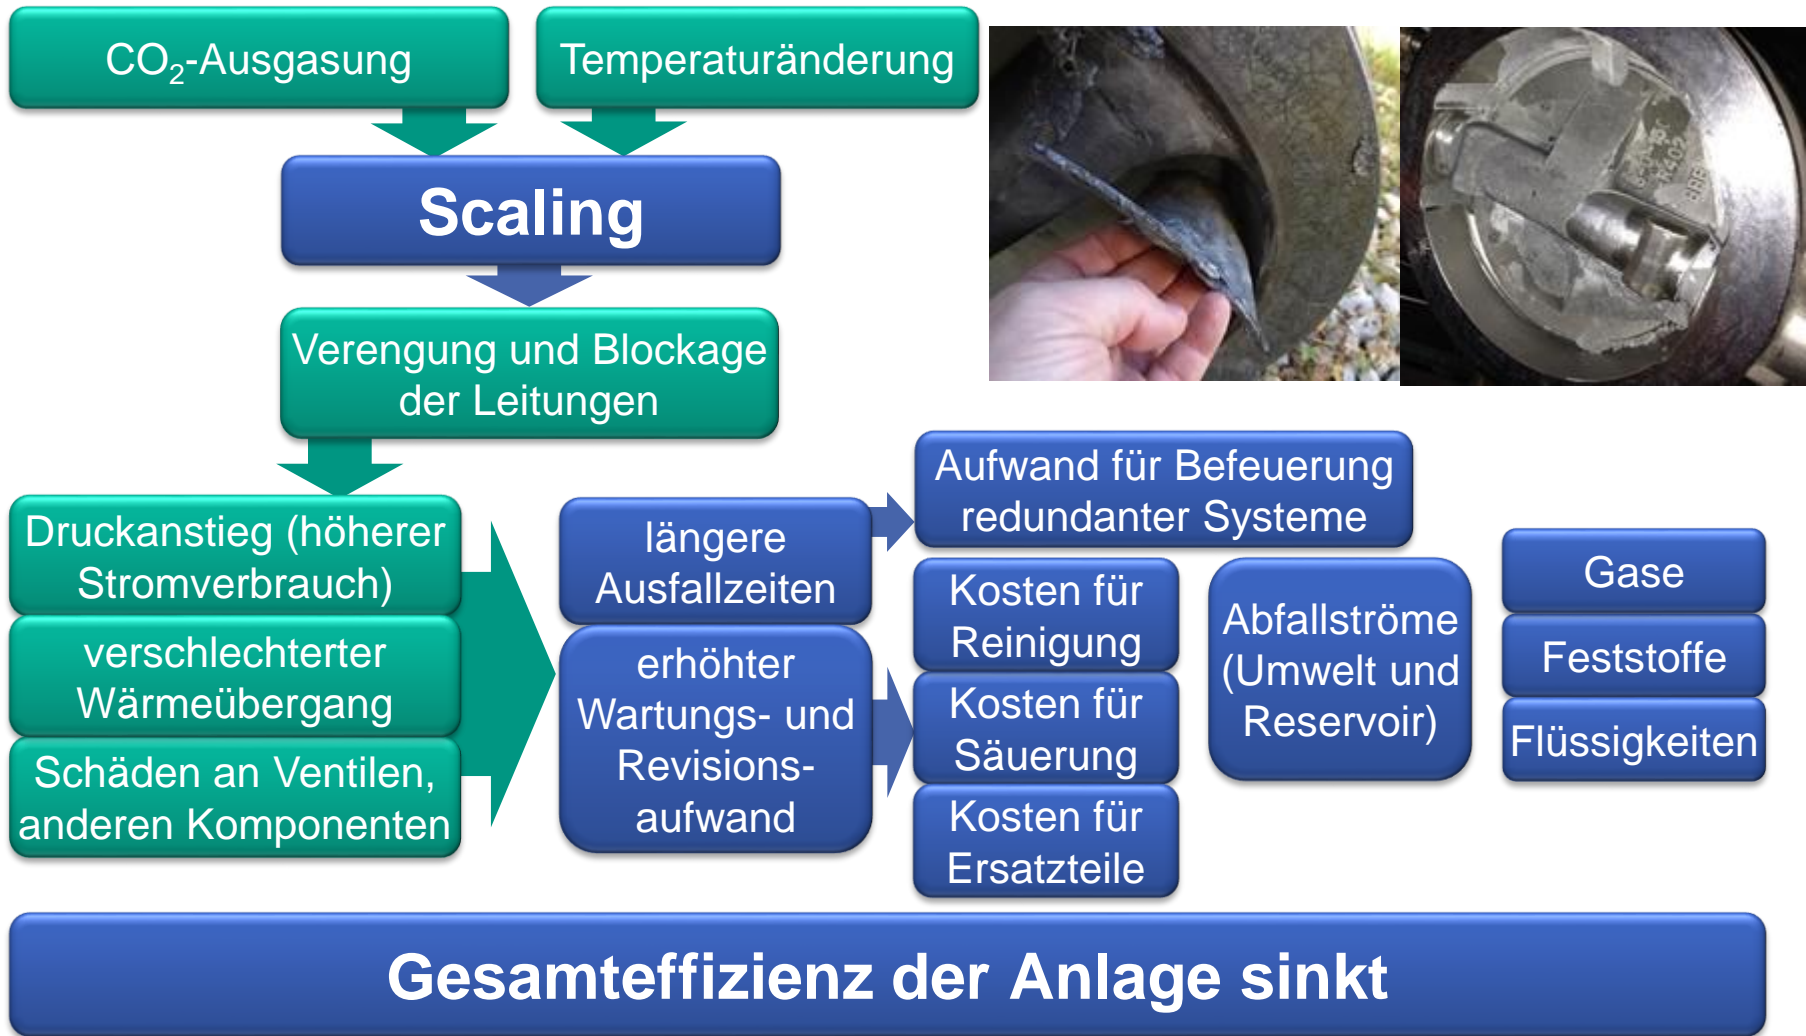 CO₂-Ausgasung
Temperaturänderung
Scaling
Verengung und Blockage
der Leitungen
Druckanstieg (höherer
Stromverbrauch)
verschlechterter
Wärmeübergang
Schäden an Ventilen,
anderen Komponenten
längere
Ausfallzeiten
erhöhter
Wartungs- und
Revisions-
aufwand
Aufwand für Befeuerung
redundanter Systeme
Kosten für
Reinigung
Kosten für
Säuerung
Kosten für
Ersatzteile
Abfallströme
(Umwelt und
Reservoir)
Gase
Feststoffe
Flüssigkeiten
Gesamteffizienz der Anlage sinkt